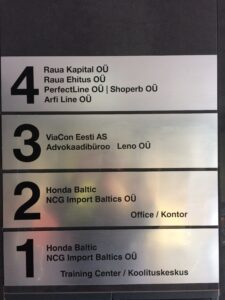 4
Raua Kapital OÜ
Raua Ehitus OÜ
PerfectLine OÜ | Shoperb OÜ
Arfi Line OÜ
3
ViaCon Eesti AS
Advokaadibüroo Leno OÜ
2
Honda Baltic
NCG Import Baltics OÜ
Office / Kontor
1
Honda Baltic
NCG Import Baltics OÜ
Training Center / Koolituskeskus